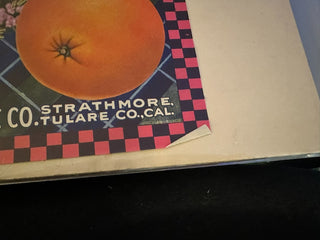 E CO. STRATHMORE,
TULARE CO., CAL.